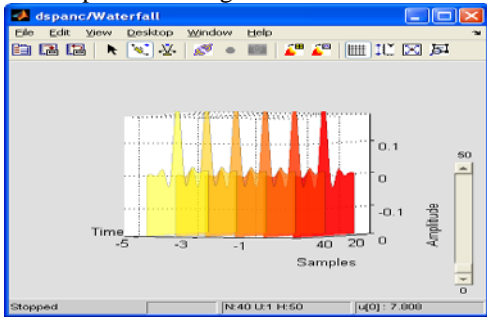 dspanc/Waterfall
File Edit View Desktop Window Help
0.1
0
-0.1
Time
-5 -3 -1 40 20 0
Samples
Amplitude
50
0
Stopped N:40 U:1 H:50 u[0] : 7.808